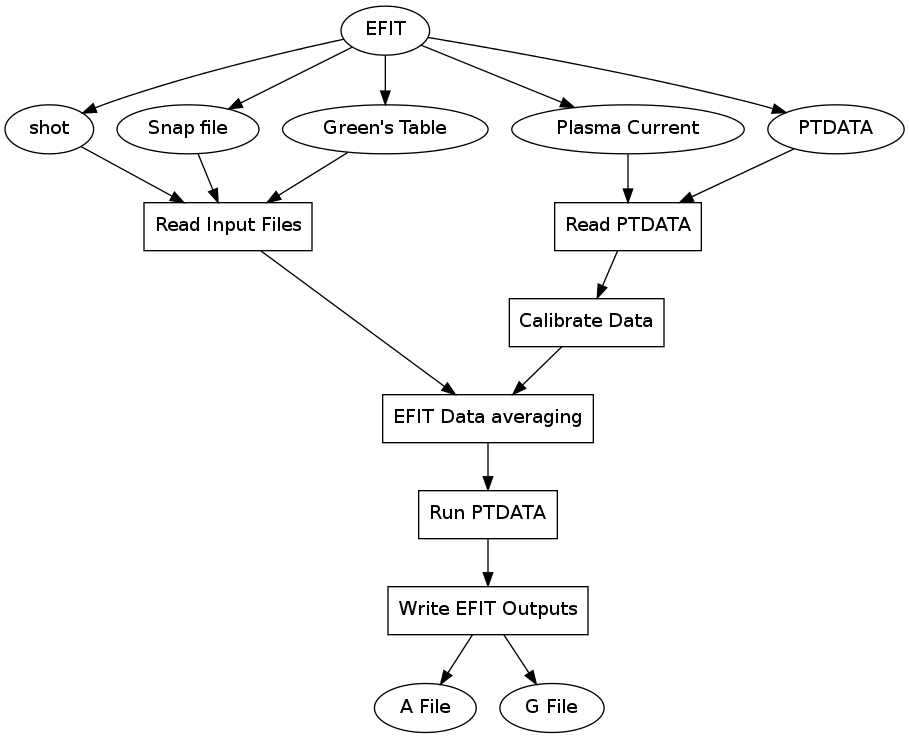 EFIT
shot
Snap file
Green's Table
Plasma Current
PTDATA
Read Input Files
Read PTDATA
Calibrate Data
EFIT Data averaging
Run PTDATA
Write EFIT Outputs
A File
G File